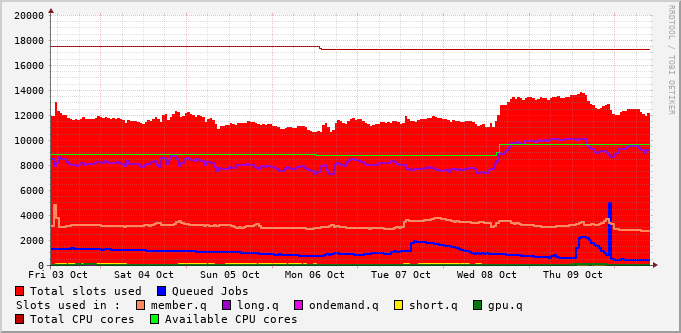 20000
18000
16000
14000
12000
10000
8000
6000
4000
2000
0
Fri 03 Oct Sat 04 Oct Sun 05 Oct Mon 06 Oct Tue 07 Oct Wed 08 Oct Thu 09 Oct
Total slots used Queued Jobs
Slots used in : member.q long.q ondemand.q short.q gpu.q
Total CPU cores Available CPU cores
RRDTOOL / TOBI OETIKER